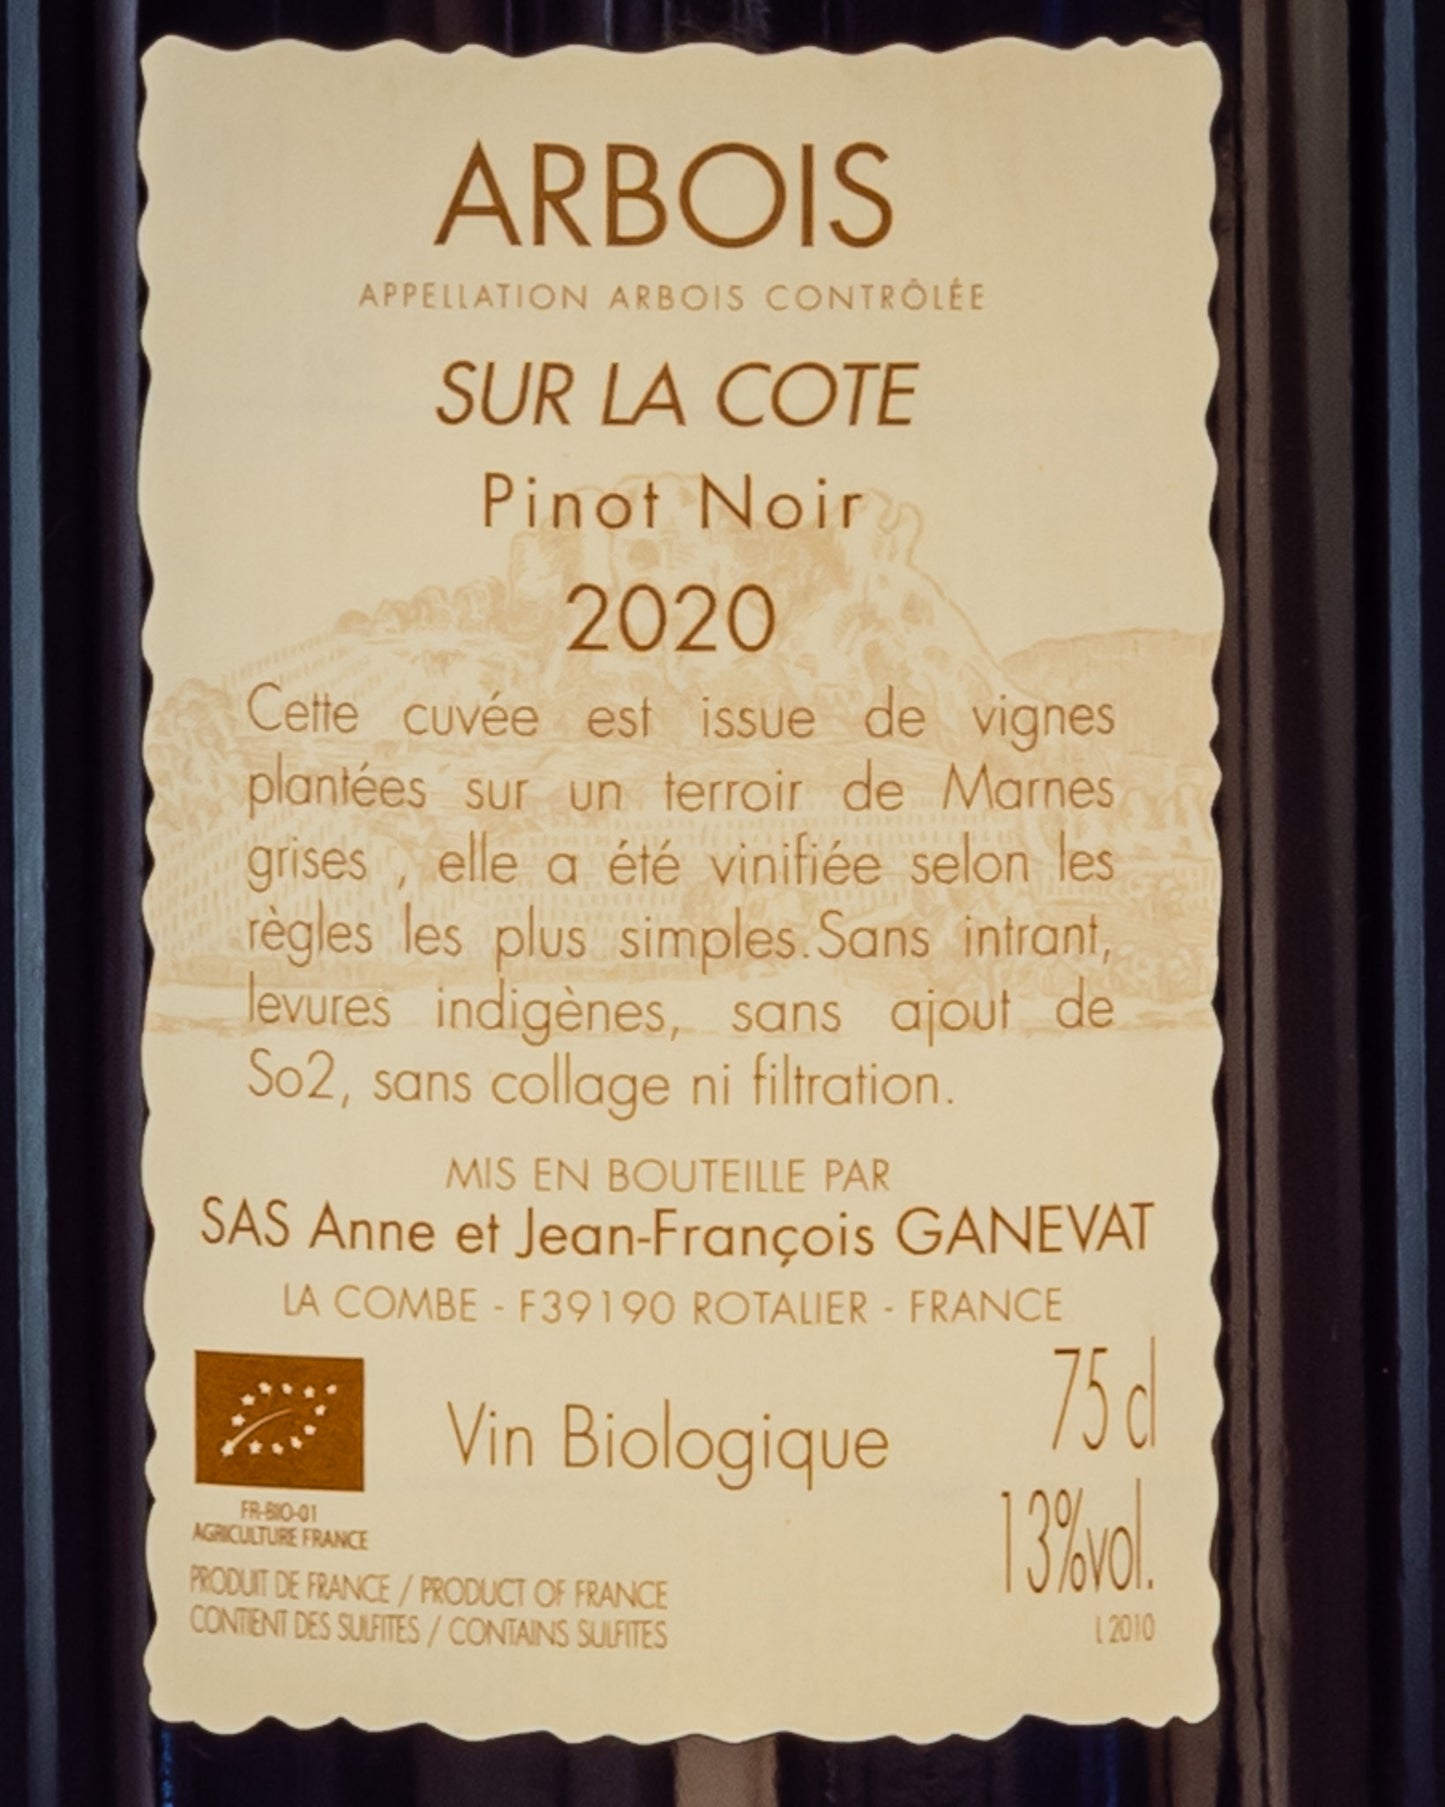 ARBOIS
APPELLATION ARBOIS CONTRÔLÉE
SUR LA COTE
Pinot Noir
2020
Cette cuvée est issue de vignes
plantées sur un terroir de Marnes
grises , elle a été vinifiée selon les
règles les plus simples.Sans intrant,
levures indigènes, sans ajout de
So2, sans collage ni filtration.
MIS EN BOUTEILLE PAR
SAS Anne et Jean-François GANEVAT
LA COMBE - F39190 ROTALIER - FRANCE
75 cl
Vin Biologique
13%vol.
FR-BIO-01
AGRICULTURE FRANCE
PRODUIT DE FRANCE / PRODUCT OF FRANCE
CONTIENT DES SULFITES / CONTAINS SULFITES
L 2010